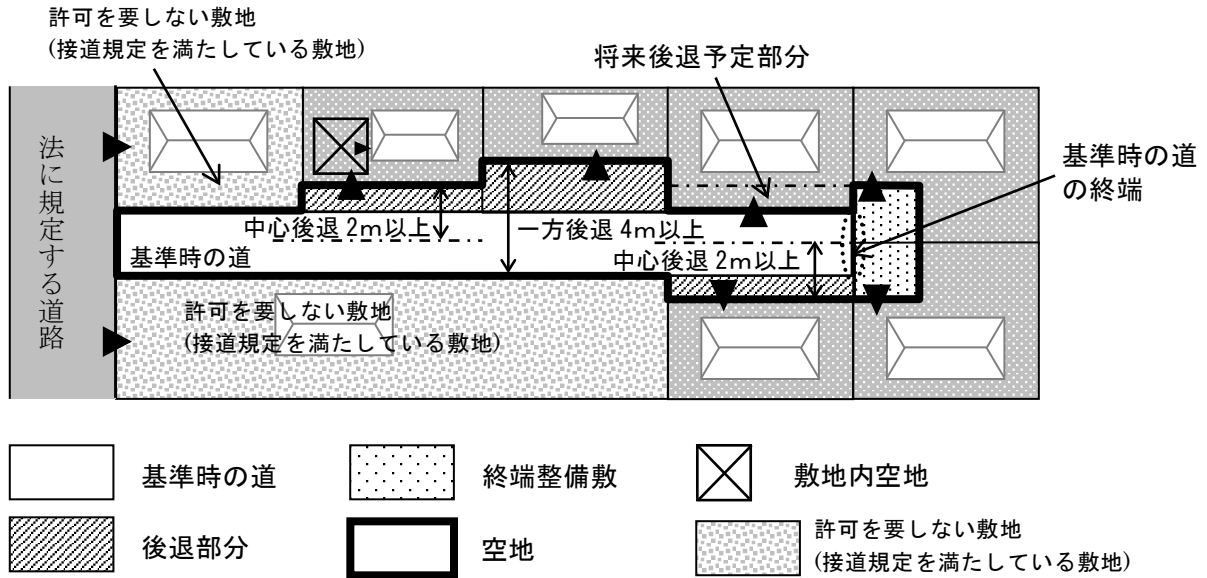 許可を要しない敷地
(接道規定を満たしている敷地)
将来後退予定部分
基準時の道
の終端
法に規定する道路
中心後退 2m以上
一方後退 4m以上
基準時の道
中心後退 2m以上
許可を要しない敷地
(接道規定を満たしている敷地)
基準時の道
終端整備敷
敷地内空地
後退部分
空地
許可を要しない敷地
(接道規定を満たしている敷地)